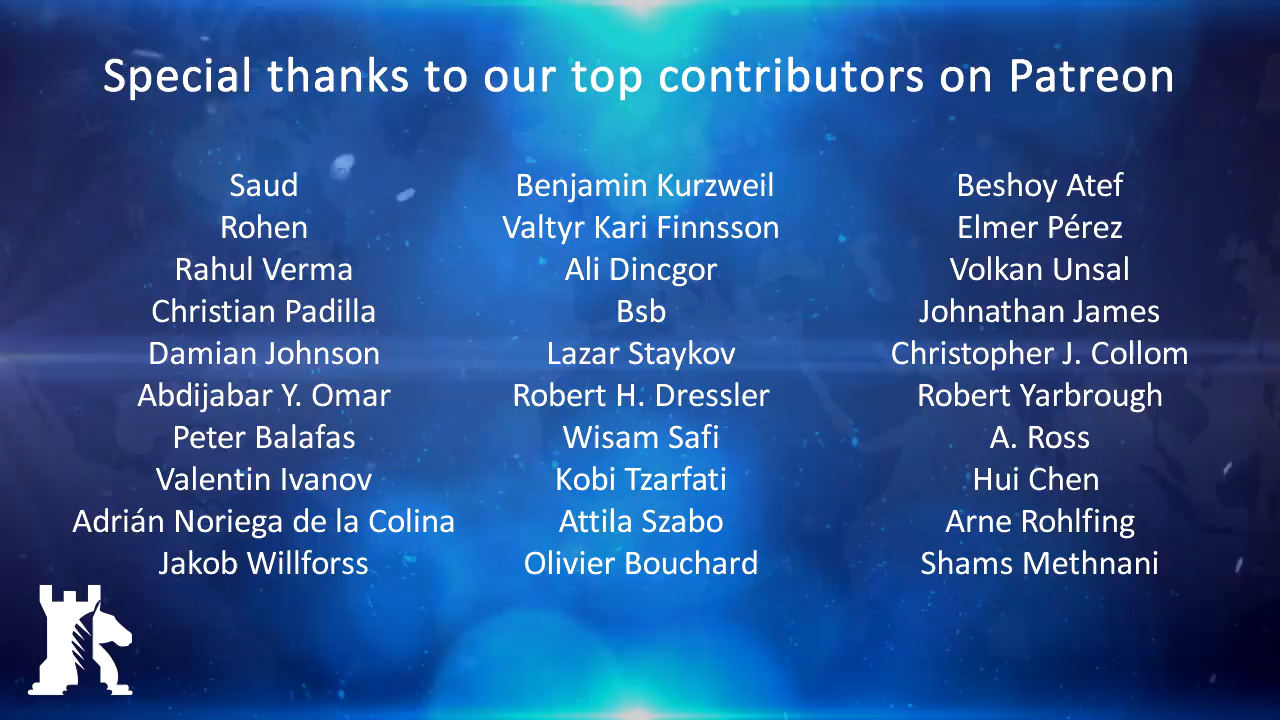 Special thanks to our top contributors on Patreon
Saud
Rohen
Rahul Verma
Christian Padilla
Damian Johnson
Abdijabar Y. Omar
Peter Balafas
Valentin Ivanov
Adrián Noriega de la Colina
Jakob Willforss
Benjamin Kurzweil
Valtyr Kari Finnsson
Ali Dincgor
Bsb
Lazar Staykov
Robert H. Dressler
Wisam Safi
Kobi Tzarfati
Attila Szabo
Olivier Bouchard
Beshoy Atef
Elmer Pérez
Volkan Unsal
Johnathan James
Christopher J. Collom
Robert Yarbrough
A. Ross
Hui Chen
Arne Rohlfing
Shams Methnani